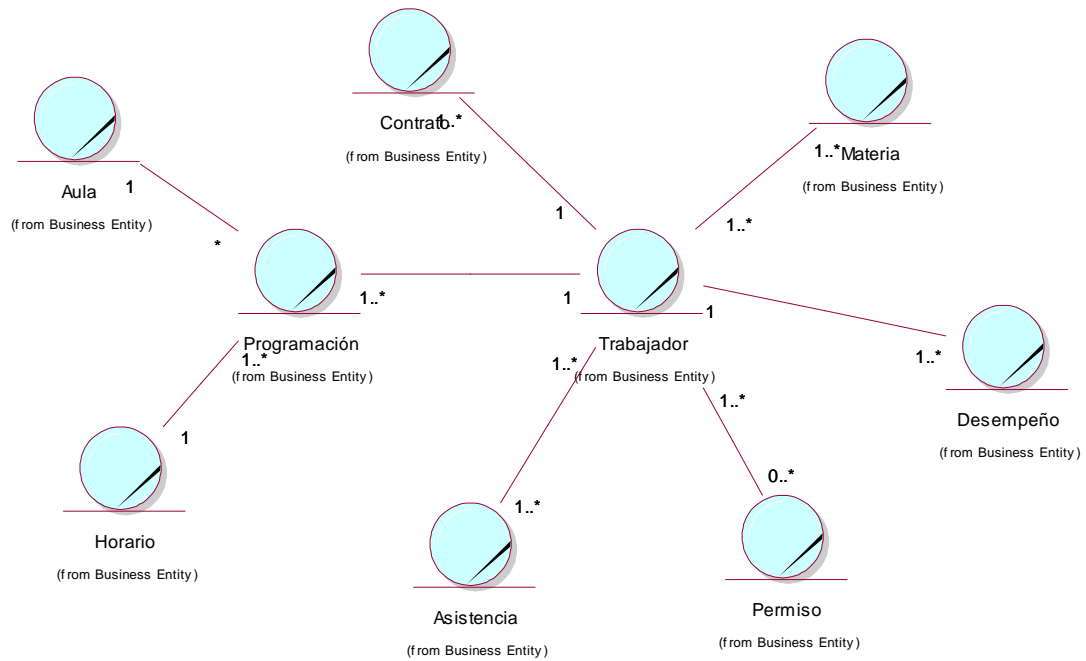 Contrato
1..*
(from Business Entity)
Aula
1
(from Business Entity)
*
1..*
Materia
(from Business Entity)
1..*
1
Programación
1..*
1..*
(from Business Entity)
Trabajador
1
1
1..*
(from Business Entity)
1..*
1..*
Desempeño
(from Business Entity)
1
Horario
(from Business Entity)
1..*
Asistencia
(from Business Entity)
0..*
Permiso
(from Business Entity)